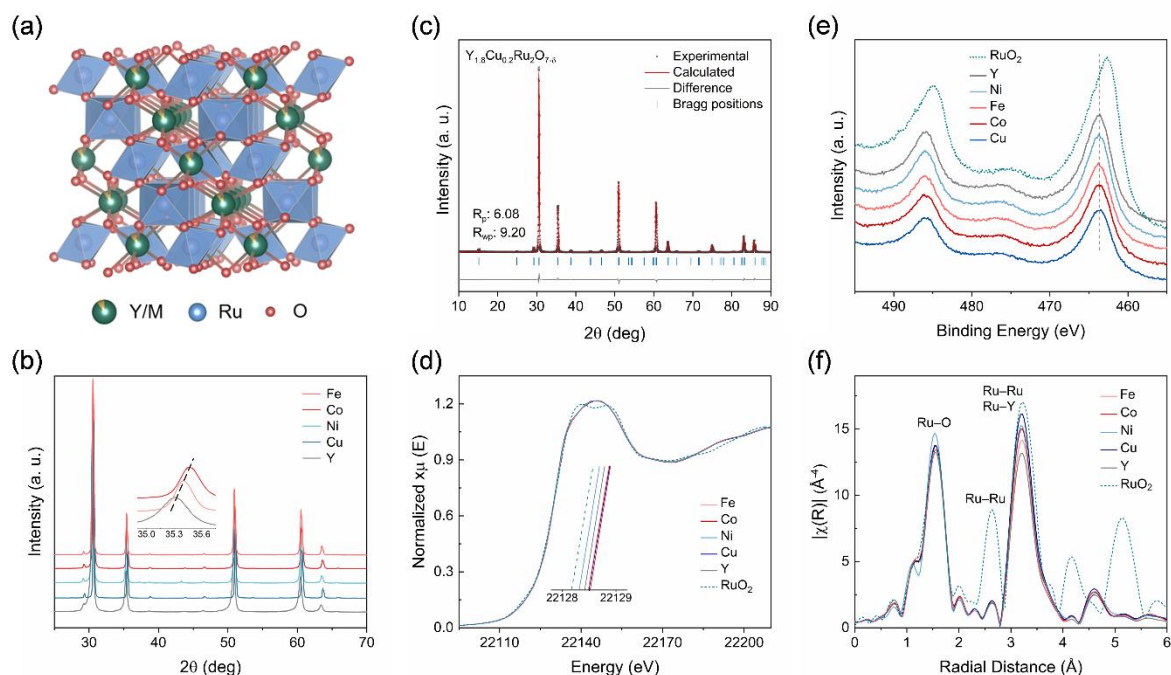 (a)
Y/M
Ru
O
(b)
Intensity (a. u.)
Fe
Co
Ni
Cu
Y
35.0 35.3 35.6
30 40 50 60 70
2θ (deg)
(c)
Y₁.₈Cu₀.₂Ru₂O₇₋δ
Experimental
Calculated
Difference
Bragg positions
Intensity (a. u.)
Rₚ: 6.08
Rwp: 9.20
10 20 30 40 50 60 70 80 90
2θ (deg)
(d)
Normalized xμ (E)
1.2
0.9
0.6
0.3
0.0
Fe
Co
Ni
Cu
Y
RuO₂
22128 22129
22110 22140 22170 22200
Energy (eV)
(e)
Intensity (a. u.)
RuO₂
Y
Ni
Fe
Co
Cu
490 480 470 460
Binding Energy (eV)
(f)
|χ(R)| (Å⁻⁴)
15
10
5
0
Ru–O
Ru–Ru
Ru–Ru
Ru–Y
Fe
Co
Ni
Cu
Y
RuO₂
0 1 2 3 4 5 6
Radial Distance (Å)